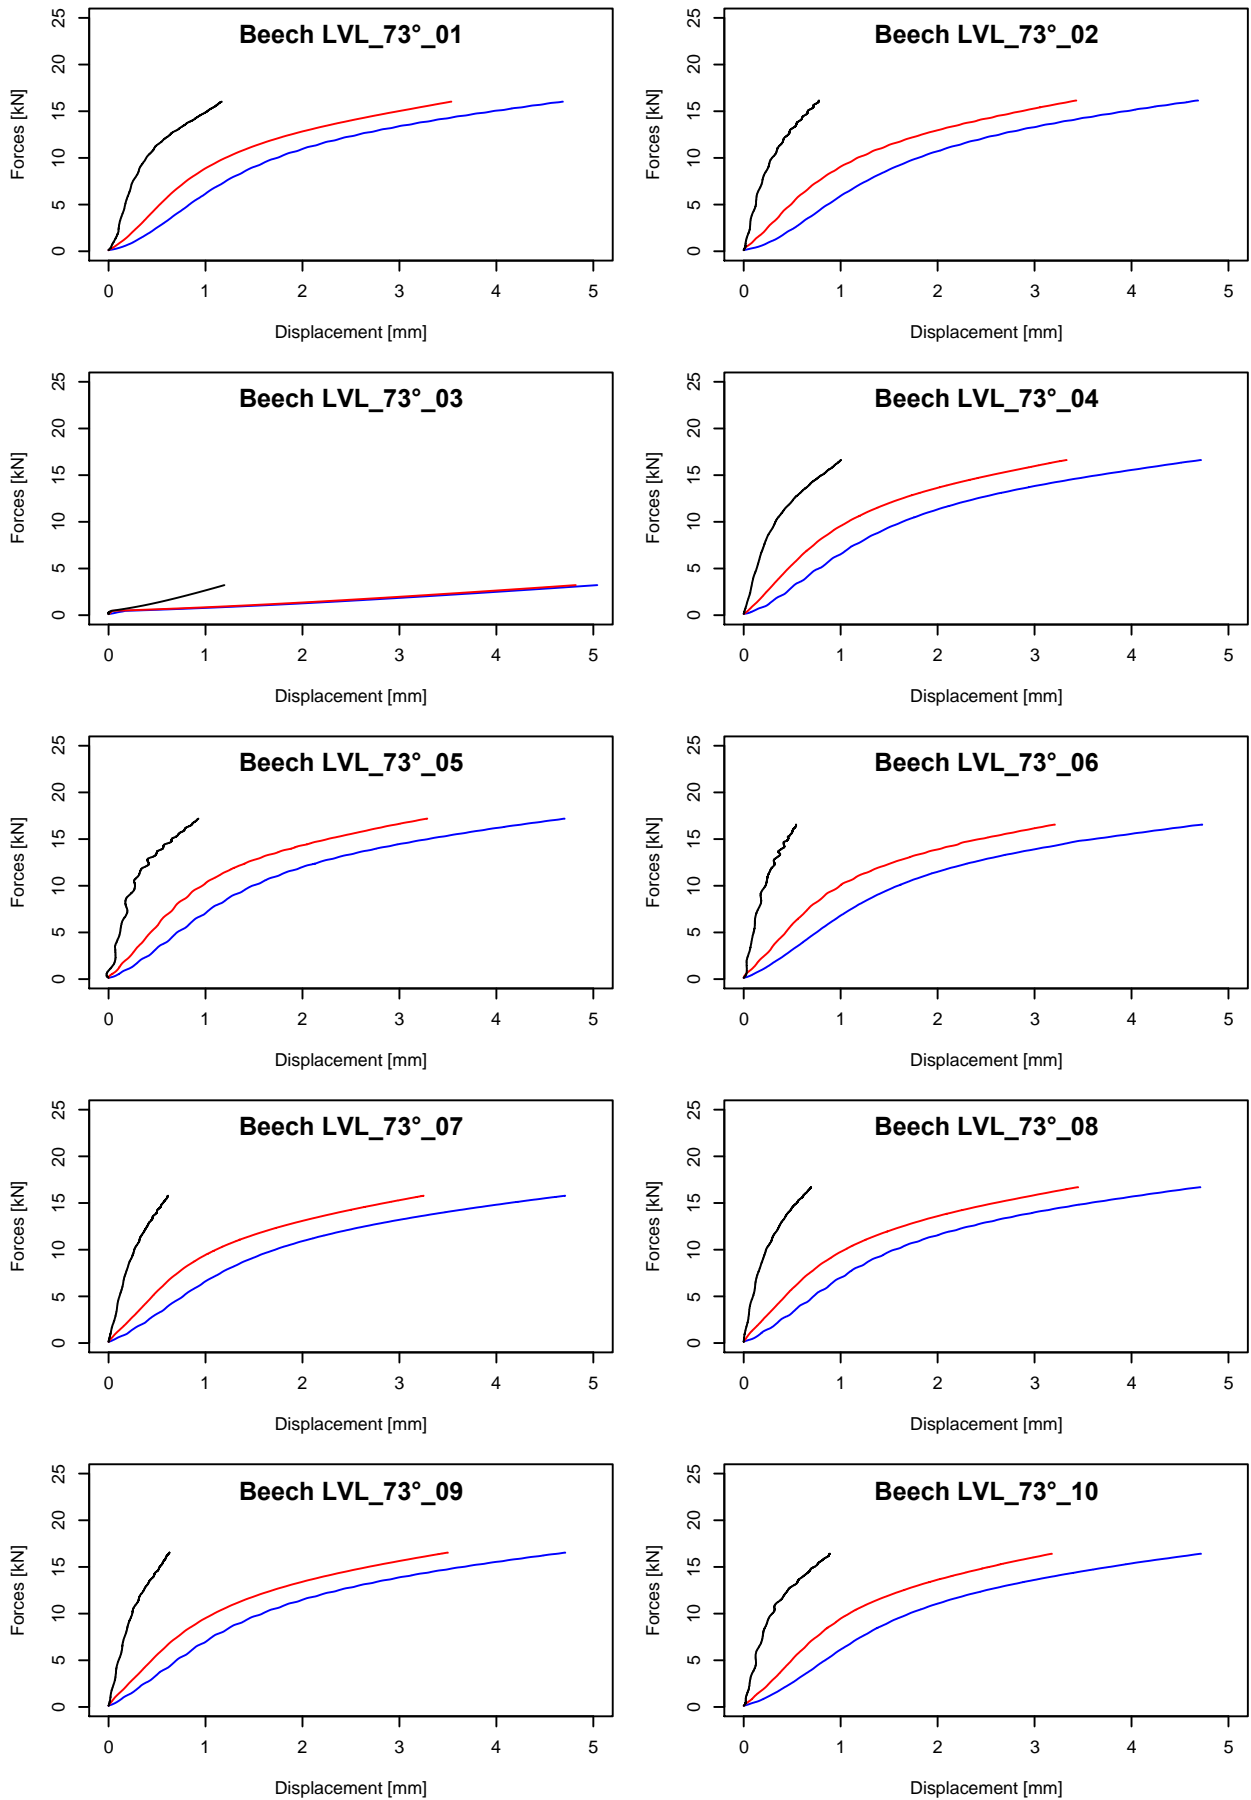 Beech LVL_73°_01
Forces [kN]
0 5 10 15 20 25
0 1 2 3 4 5
Displacement [mm]
Beech LVL_73°_02
Forces [kN]
0 5 10 15 20 25
0 1 2 3 4 5
Displacement [mm]
Beech LVL_73°_03
Forces [kN]
0 5 10 15 20 25
0 1 2 3 4 5
Displacement [mm]
Beech LVL_73°_04
Forces [kN]
0 5 10 15 20 25
0 1 2 3 4 5
Displacement [mm]
Beech LVL_73°_05
Forces [kN]
0 5 10 15 20 25
0 1 2 3 4 5
Displacement [mm]
Beech LVL_73°_06
Forces [kN]
0 5 10 15 20 25
0 1 2 3 4 5
Displacement [mm]
Beech LVL_73°_07
Forces [kN]
0 5 10 15 20 25
0 1 2 3 4 5
Displacement [mm]
Beech LVL_73°_08
Forces [kN]
0 5 10 15 20 25
0 1 2 3 4 5
Displacement [mm]
Beech LVL_73°_09
Forces [kN]
0 5 10 15 20 25
0 1 2 3 4 5
Displacement [mm]
Beech LVL_73°_10
Forces [kN]
0 5 10 15 20 25
0 1 2 3 4 5
Displacement [mm]